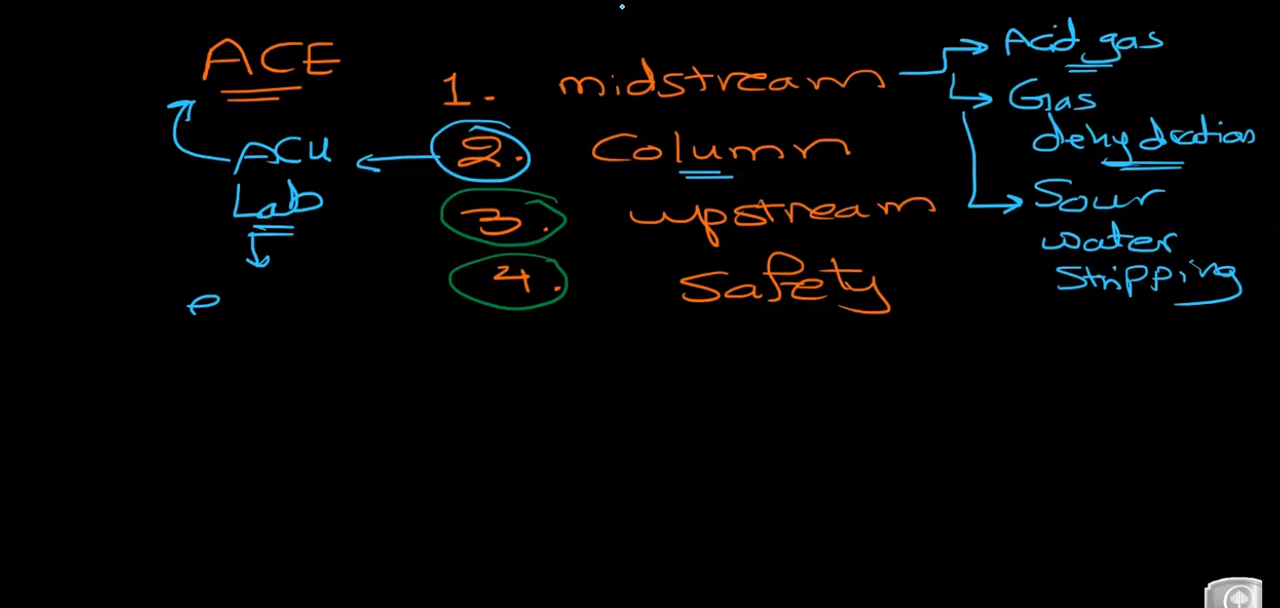 ACE
1. midstream
2. Column
3. upstream
4. Safety
ACU
Lab
e
Acid gas
Gas
dehydration
Sour
water
Stripping